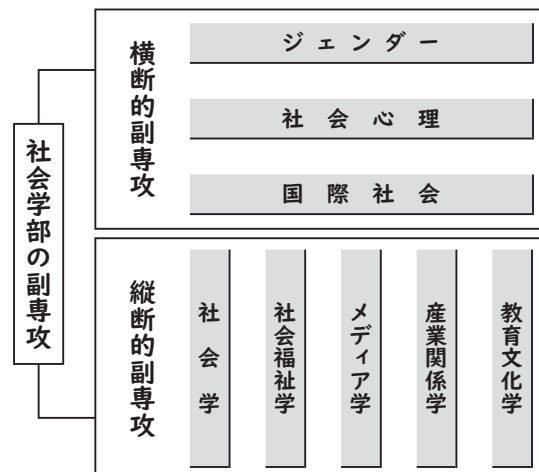 社会学部の副専攻
横断的副専攻
ジェンダー
社会心理
国際社会
縦断的副専攻
社会学
社会福祉学
メディア学
産業関係学
教育文化学